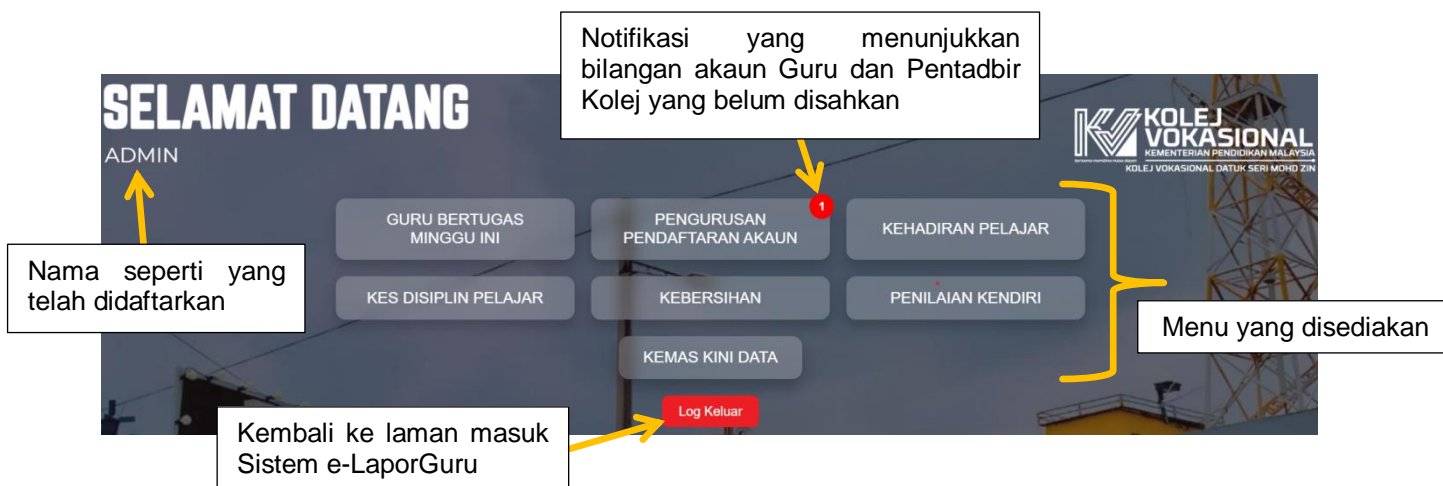 Notifikasi yang menunjukkan
bilangan akaun Guru dan Pentadbir
Kolej yang belum disahkan
SELAMAT DATANG
ADMIN
KOLEJ
VOKASIONAL
KEMENTERIAN PENDIDIKAN MALAYSIA
KOLEJ VOKASIONAL DATUK SERI MOHD ZIN
Nama seperti yang
telah didaftarkan
GURU BERTUGAS
MINGGU INI
PENGURUSAN
PENDAFTARAN AKAUN
1
KEHADIRAN PELAJAR
KES DISIPLIN PELAJAR
KEBERSIHAN
PENILAIAN KENDIRI
KEMAS KINI DATA
Menu yang disediakan
Log Keluar
Kembali ke laman masuk
Sistem e-LaporGuru